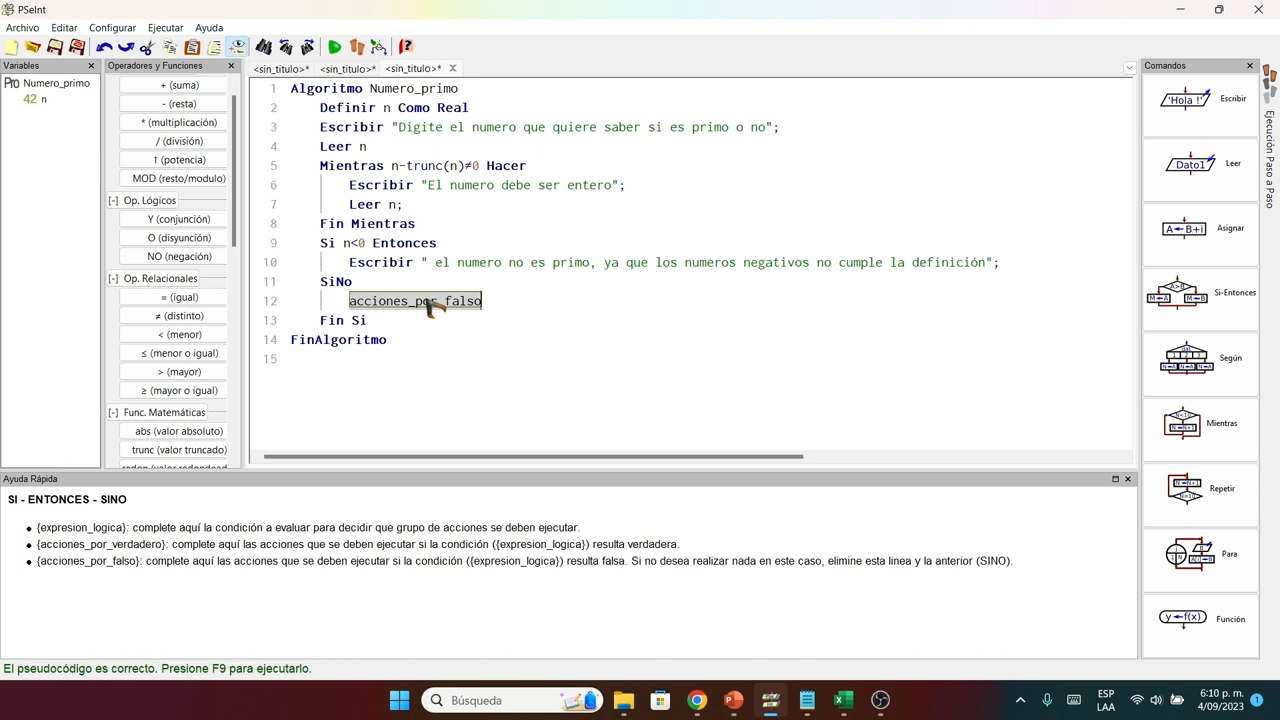 PSeInt
Archivo Editar Configurar Ejecutar Ayuda
Variables
Numero_primo
42 n
Operadores y Funciones
+ (suma)
- (resta)
* (multiplicación)
/ (división)
↑ (potencia)
MOD (resto/modulo)
[-] Op. Lógicos
Y (conjunción)
O (disyunción)
NO (negación)
[-] Op. Relacionales
= (igual)
≠ (distinto)
< (menor)
≤ (menor o igual)
> (mayor)
≥ (mayor o igual)
[-] Func. Matemáticas
abs (valor absoluto)
trunc (valor truncado)
<sin_titulo>* <sin_titulo>* <sin_titulo>*
1 Algoritmo Numero_primo
2 Definir n Como Real
3 Escribir "Digite el numero que quiere saber si es primo o no";
4 Leer n
5 Mientras n-trunc(n)≠0 Hacer
6 Escribir "El numero debe ser entero";
7 Leer n;
8 Fin Mientras
9 Si n<0 Entonces
10 Escribir " el numero no es primo, ya que los numeros negativos no cumple la definición";
11 SiNo
12 acciones_por_falso
13 Fin Si
14 FinAlgoritmo
15
Comandos
'Hola !' Escribir
Dato1 Leer
A←B+i Asignar
A>B Si-Entonces
Según
Mientras
Repetir
Para
y←f(x) Función
Ejecución Paso a Paso
Ayuda Rápida
SI - ENTONCES - SINO
• {expresion_logica}: complete aquí la condición a evaluar para decidir que grupo de acciones se deben ejecutar.
• {acciones_por_verdadero}: complete aquí las acciones que se deben ejecutar si la condición ({expresion_logica}) resulta verdadera.
• {acciones_por_falso}: complete aquí las acciones que se deben ejecutar si la condición ({expresion_logica}) resulta falsa. Si no desea realizar nada en este caso, elimine esta linea y la anterior (SINO).
El pseudocódigo es correcto. Presione F9 para ejecutarlo.
Búsqueda
ESP
LAA
6:10 p. m.
4/09/2023
1